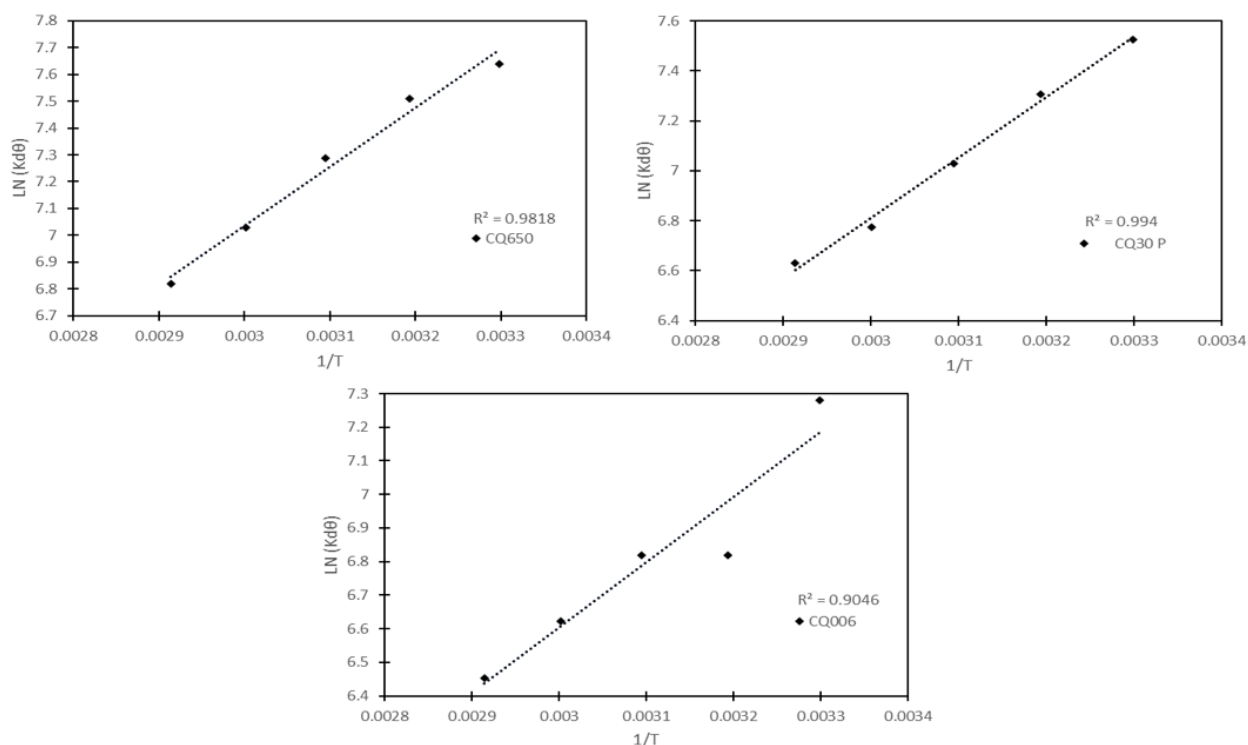 7.8
7.7
7.6
7.5
7.4
7.3
7.2
7.1
7
6.9
6.8
6.7
LN (Kdθ)
R² = 0.9818
CQ650
0.0028 0.0029 0.003 0.0031 0.0032 0.0033 0.0034
1/T
7.6
7.4
7.2
7
6.8
6.6
6.4
LN (Kdθ)
R² = 0.994
CQ30 P
0.0028 0.0029 0.003 0.0031 0.0032 0.0033 0.0034
1/T
7.3
7.2
7.1
7
6.9
6.8
6.7
6.6
6.5
6.4
LN (Kdθ)
R² = 0.9046
CQ006
0.0028 0.0029 0.003 0.0031 0.0032 0.0033 0.0034
1/T